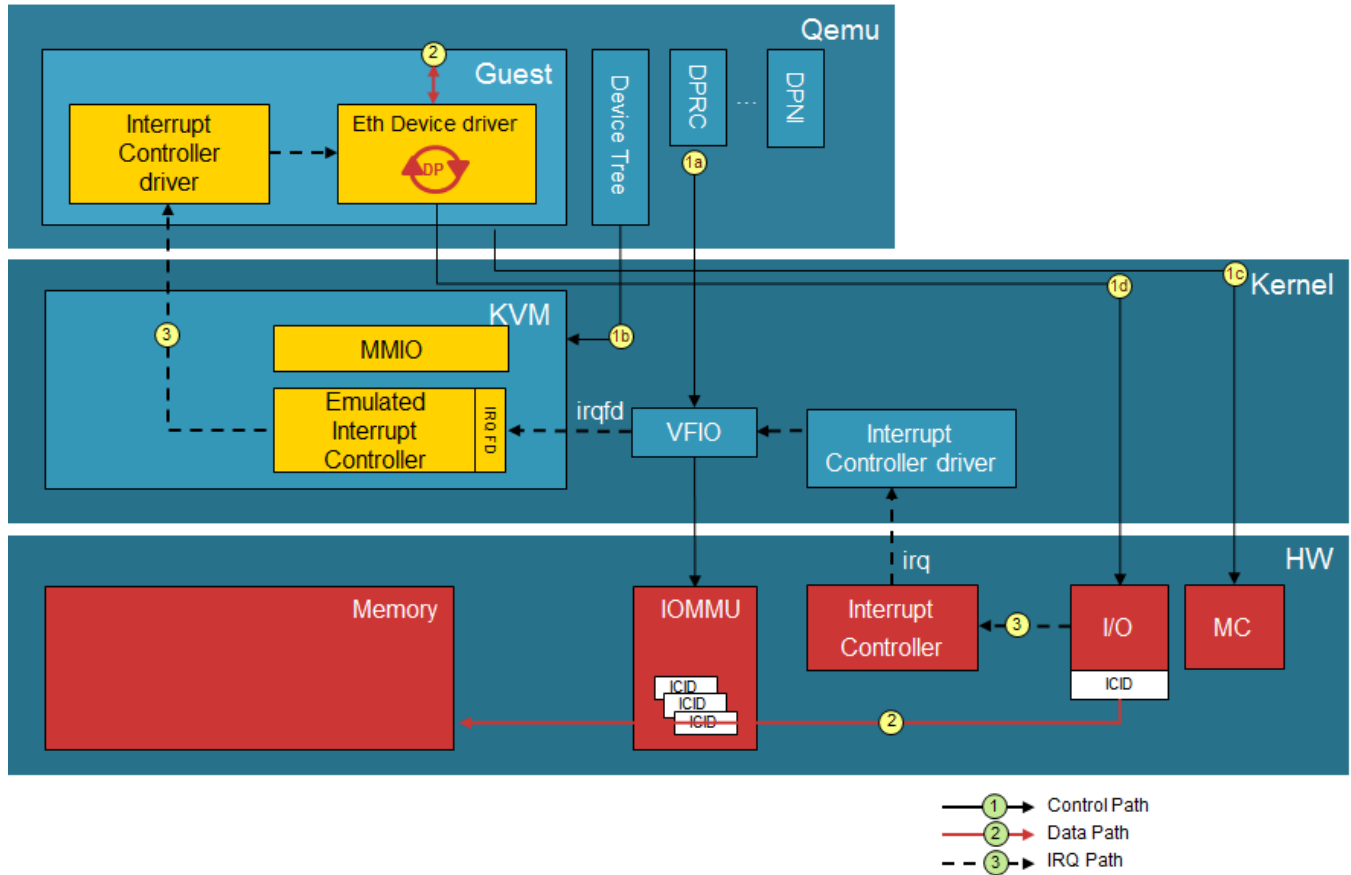 Qemu
2
Guest
Interrupt
Controller
driver
Eth Device driver
DP
Device Tree
DPRC
...
DPNI
1a
1c
Kernel
1d
KVM
1b
3
MMIO
Emulated
Interrupt
Controller
IRQ FD
irqfd
VFIO
Interrupt
Controller driver
HW
irq
Memory
IOMMU
Interrupt
Controller
3
I/O
MC
ICID
ICID
ICID
ICID
2
1
Control Path
2
Data Path
3
IRQ Path